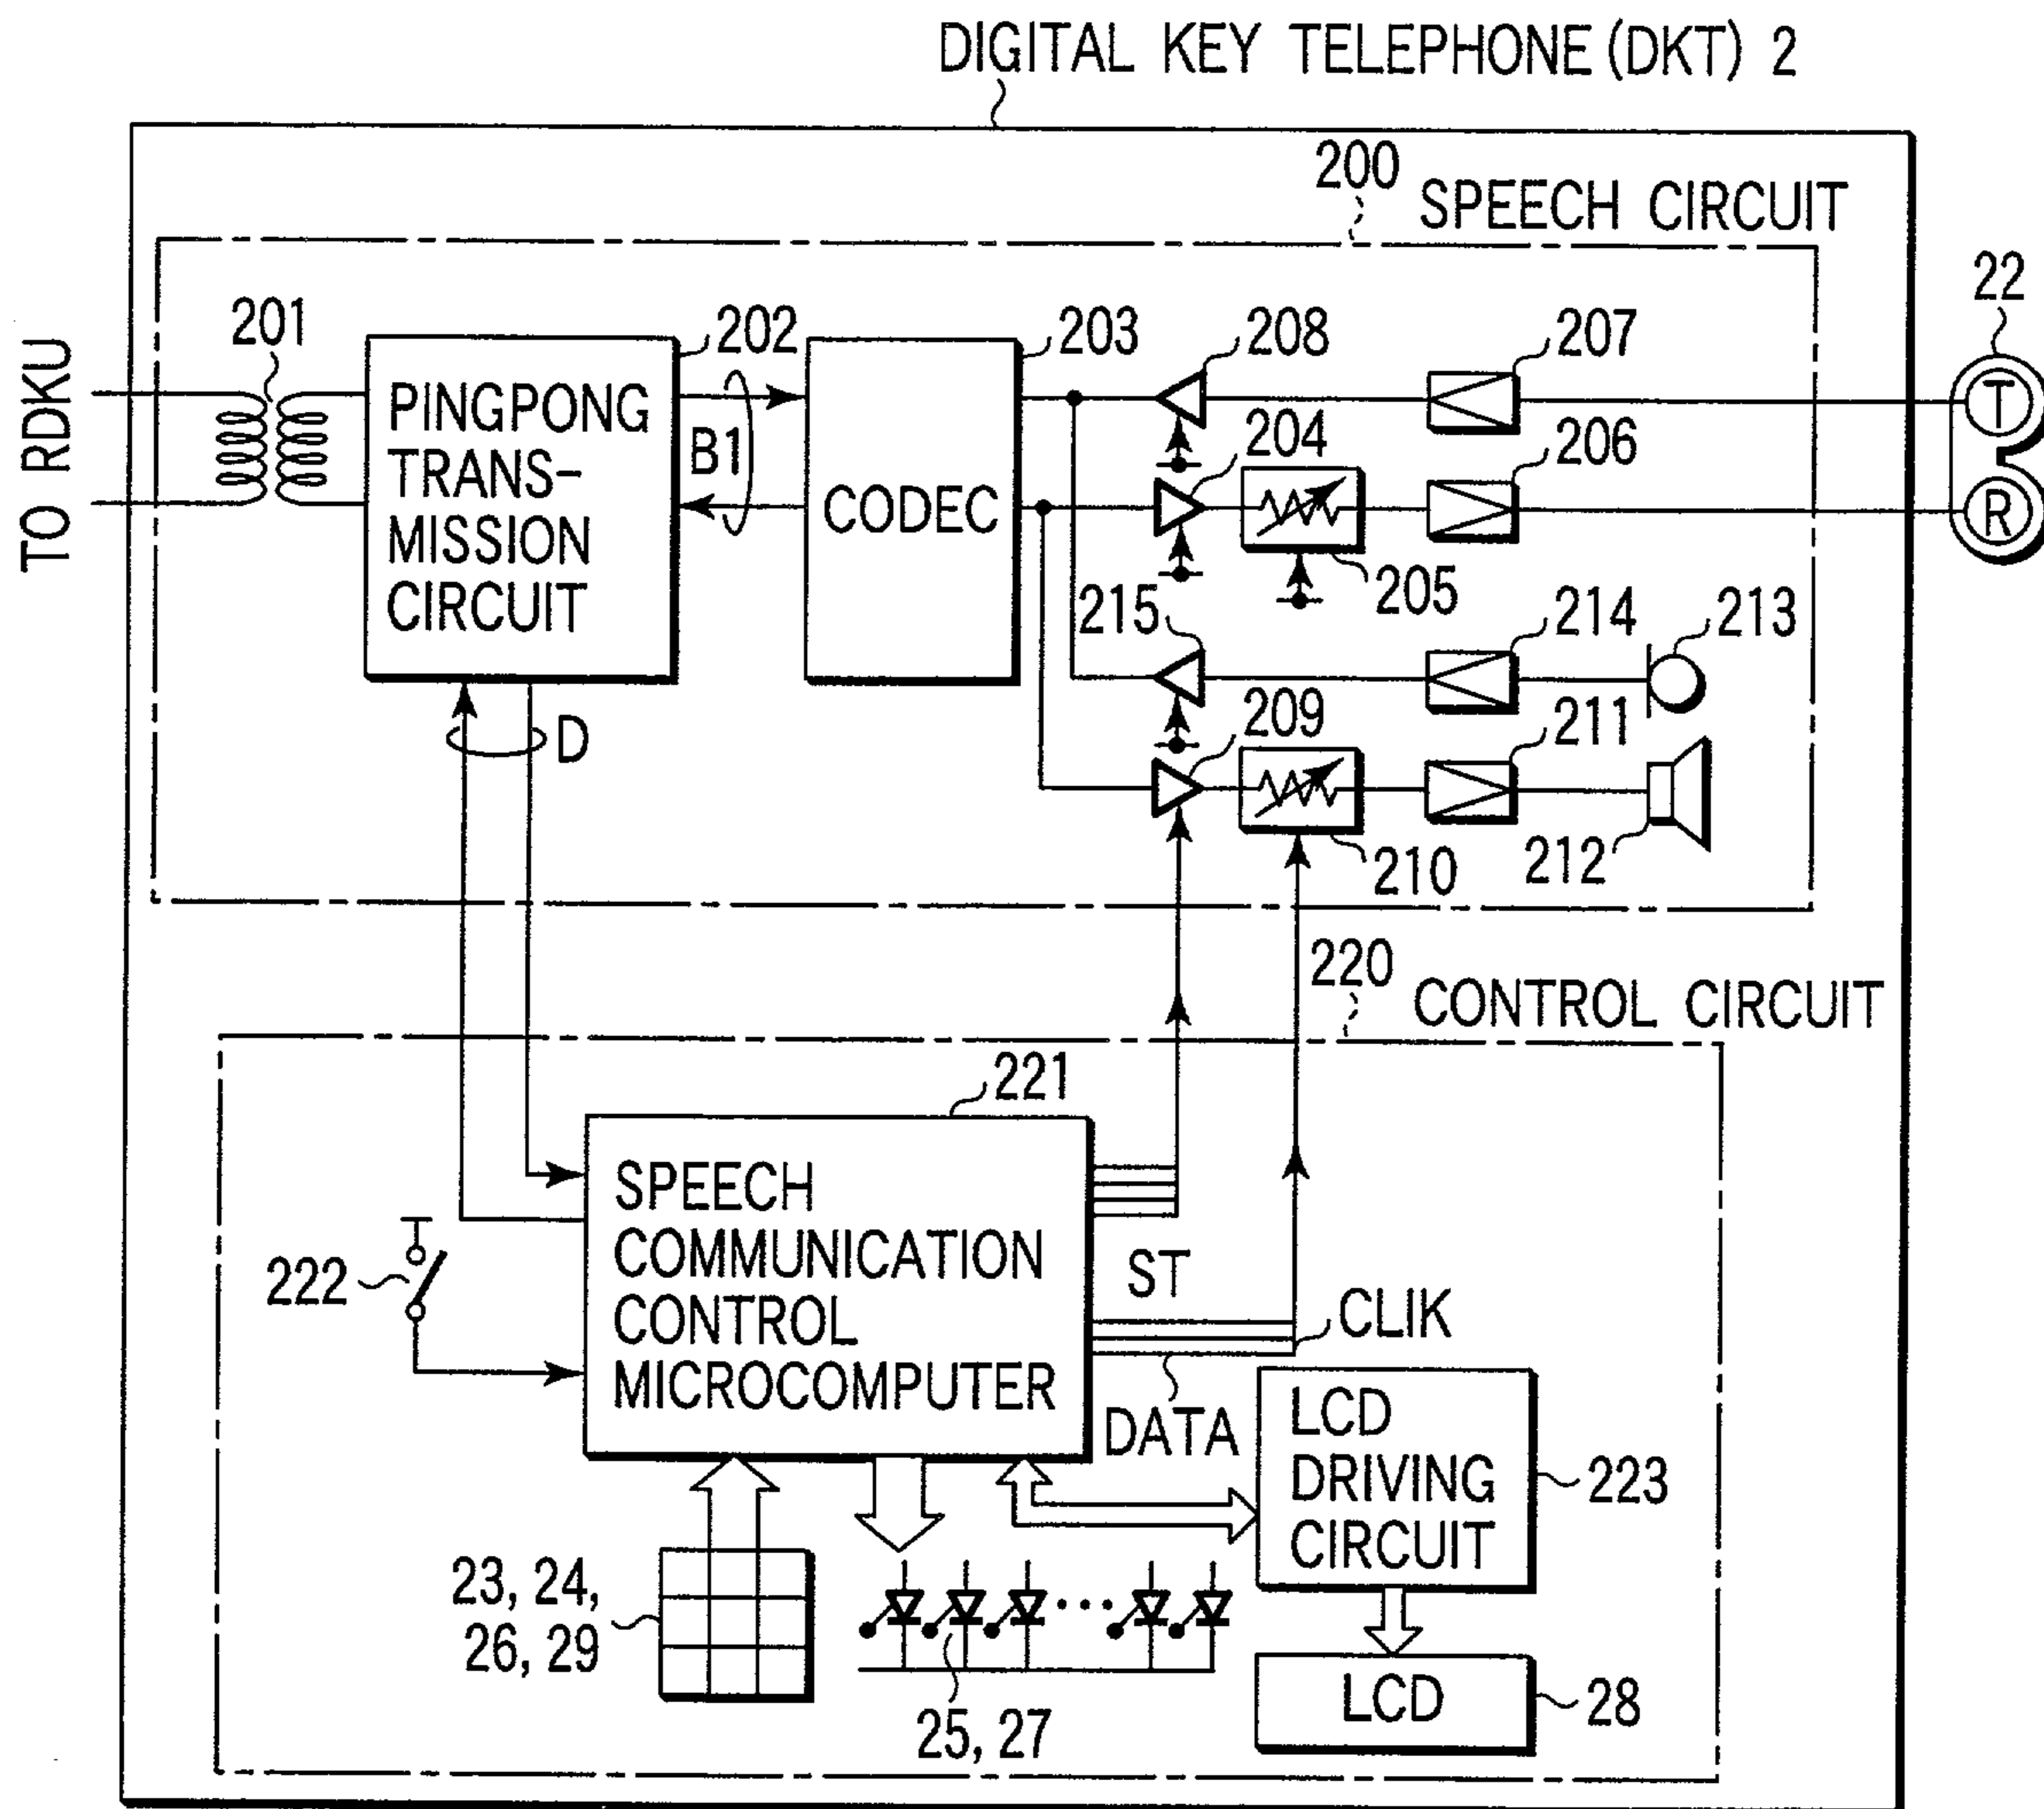 DIGITAL KEY TELEPHONE (DKT) 2
200
SPEECH CIRCUIT
22
201
202
203
208
207
TO RDKU
PINGPONG
TRANS-
MISSION
CIRCUIT
B1
CODEC
204
206
T
R
205
215
214
213
D
209
211
210
212
220
CONTROL CIRCUIT
221
SPEECH
COMMUNICATION
CONTROL
MICROCOMPUTER
222
ST
CLIK
DATA
LCD
DRIVING
CIRCUIT
223
23, 24,
26, 29
25, 27
LCD
28